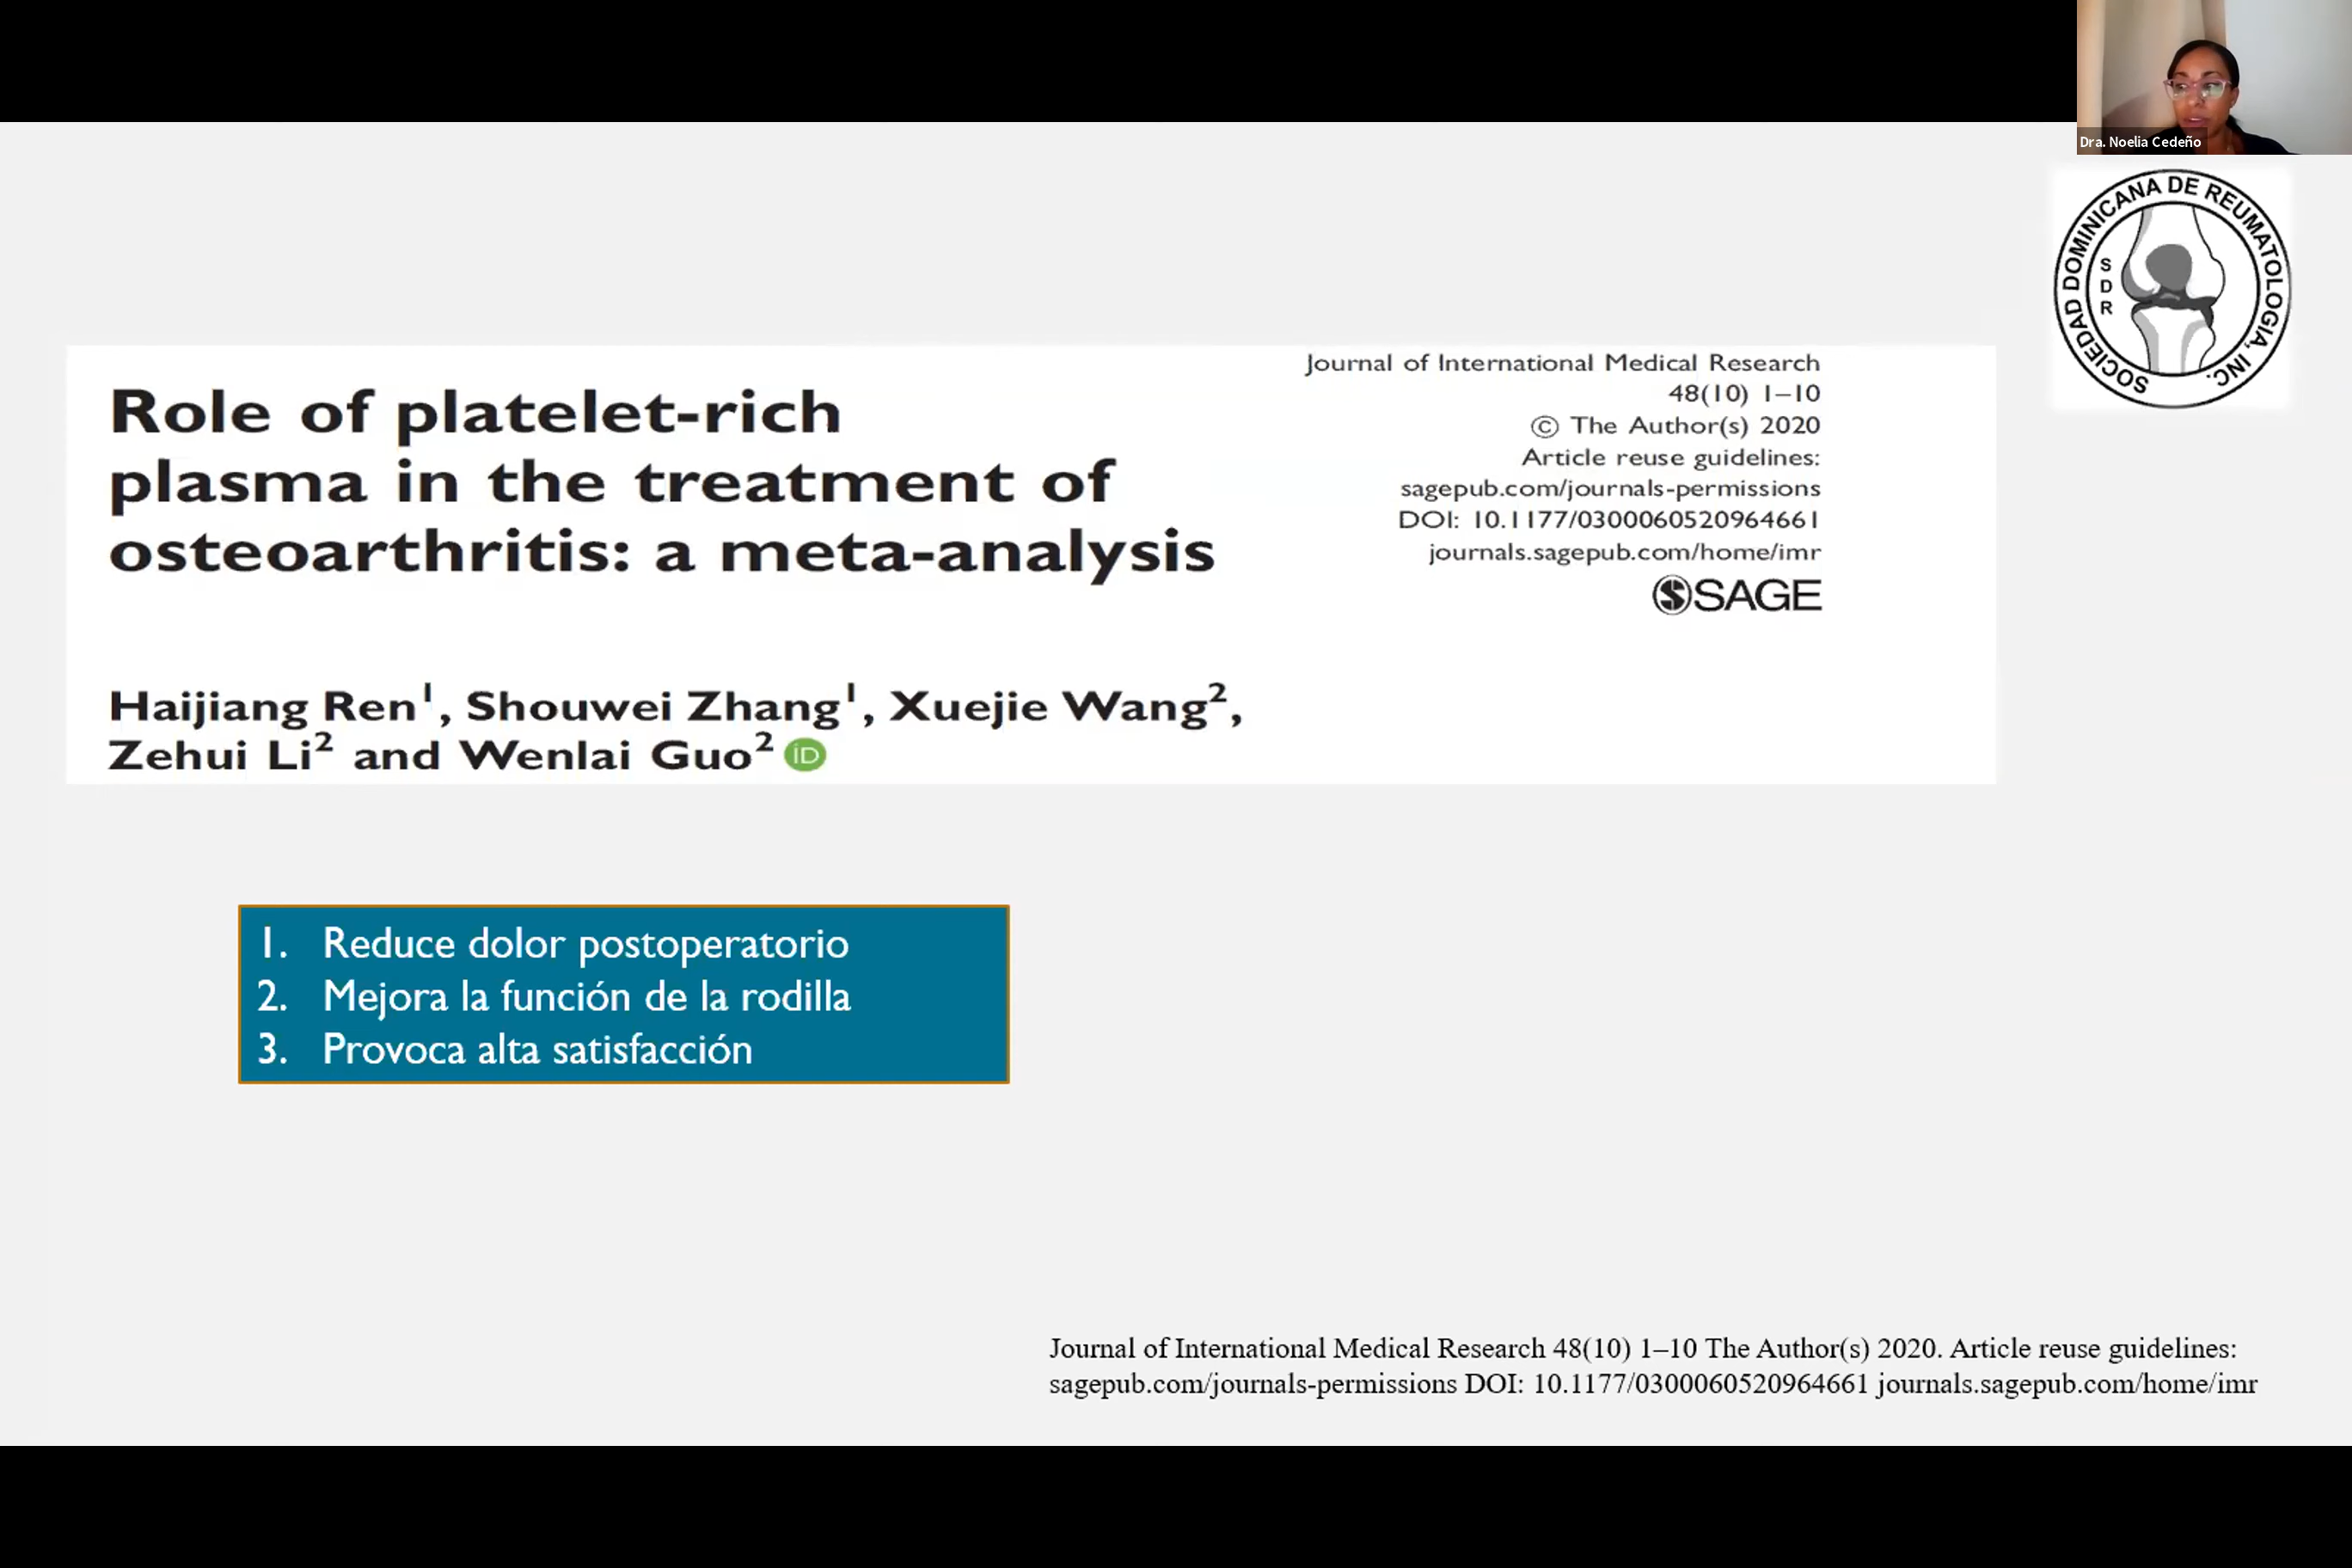 Dra. Noelia Cedeño
SOCIEDAD DOMINICANA DE REUMATOLOGIA, INC.
S
D
R
Role of platelet-rich
plasma in the treatment of
osteoarthritis: a meta-analysis
Journal of International Medical Research
48(10) 1–10
© The Author(s) 2020
Article reuse guidelines:
sagepub.com/journals-permissions
DOI: 10.1177/0300060520964661
journals.sagepub.com/home/imr
SAGE
Haijiang Ren¹, Shouwei Zhang¹, Xuejie Wang²,
Zehui Li² and Wenlai Guo² iD
1. Reduce dolor postoperatorio
2. Mejora la función de la rodilla
3. Provoca alta satisfacción
Journal of International Medical Research 48(10) 1–10 The Author(s) 2020. Article reuse guidelines:
sagepub.com/journals-permissions DOI: 10.1177/0300060520964661 journals.sagepub.com/home/imr